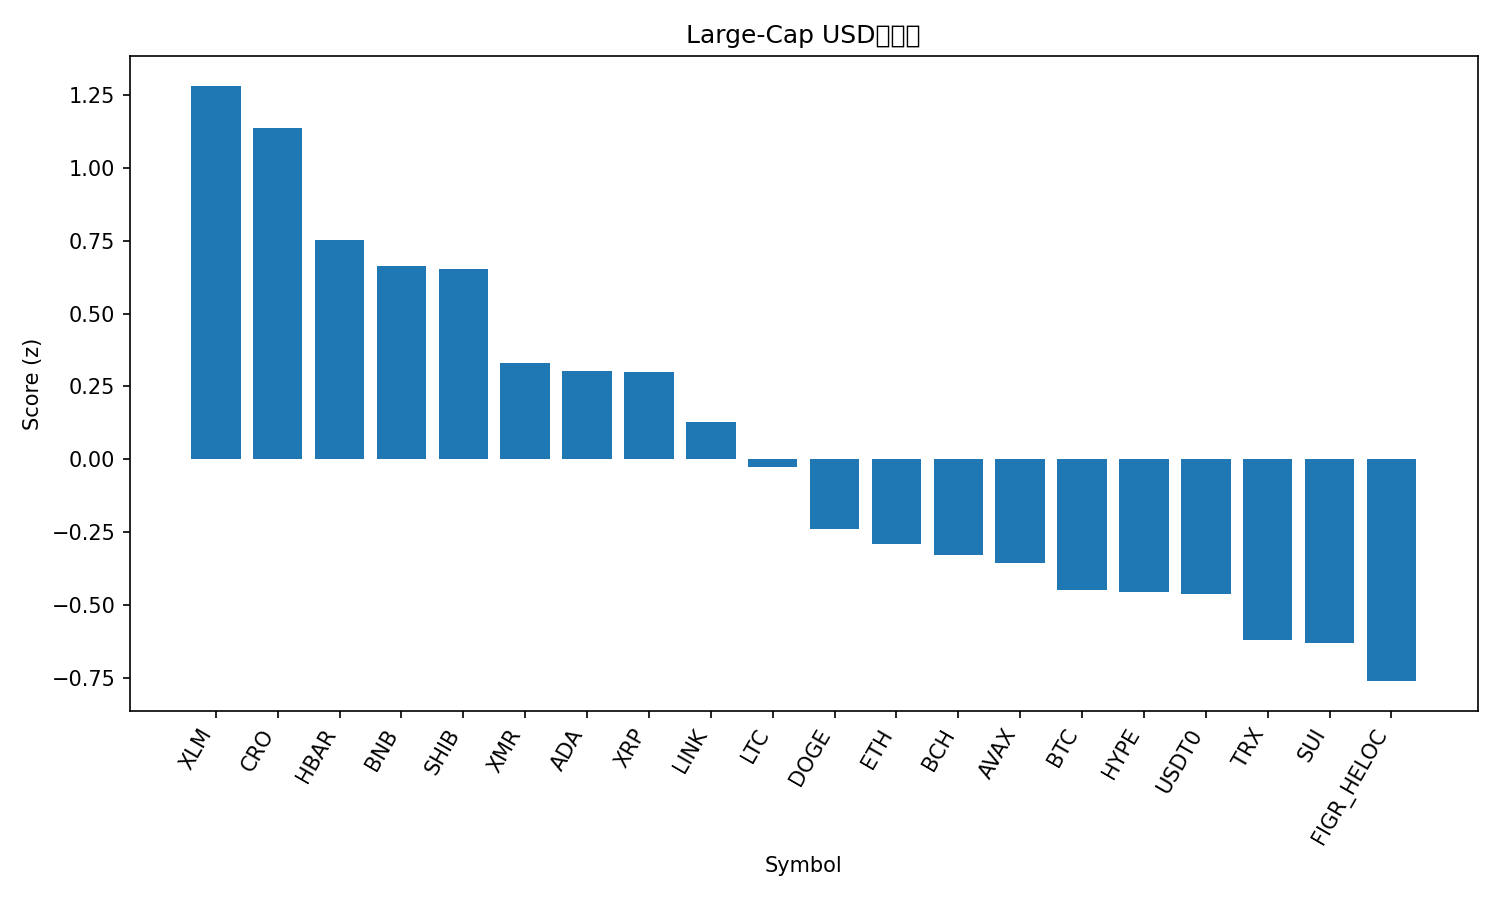 Large-Cap USD
Score (z)
1.25
1.00
0.75
0.50
0.25
0.00
−0.25
−0.50
−0.75
XLM
CRO
HBAR
BNB
SHIB
XMR
ADA
XRP
LINK
LTC
DOGE
ETH
BCH
AVAX
BTC
HYPE
USDT0
TRX
SUI
FIGR_HELOC
Symbol